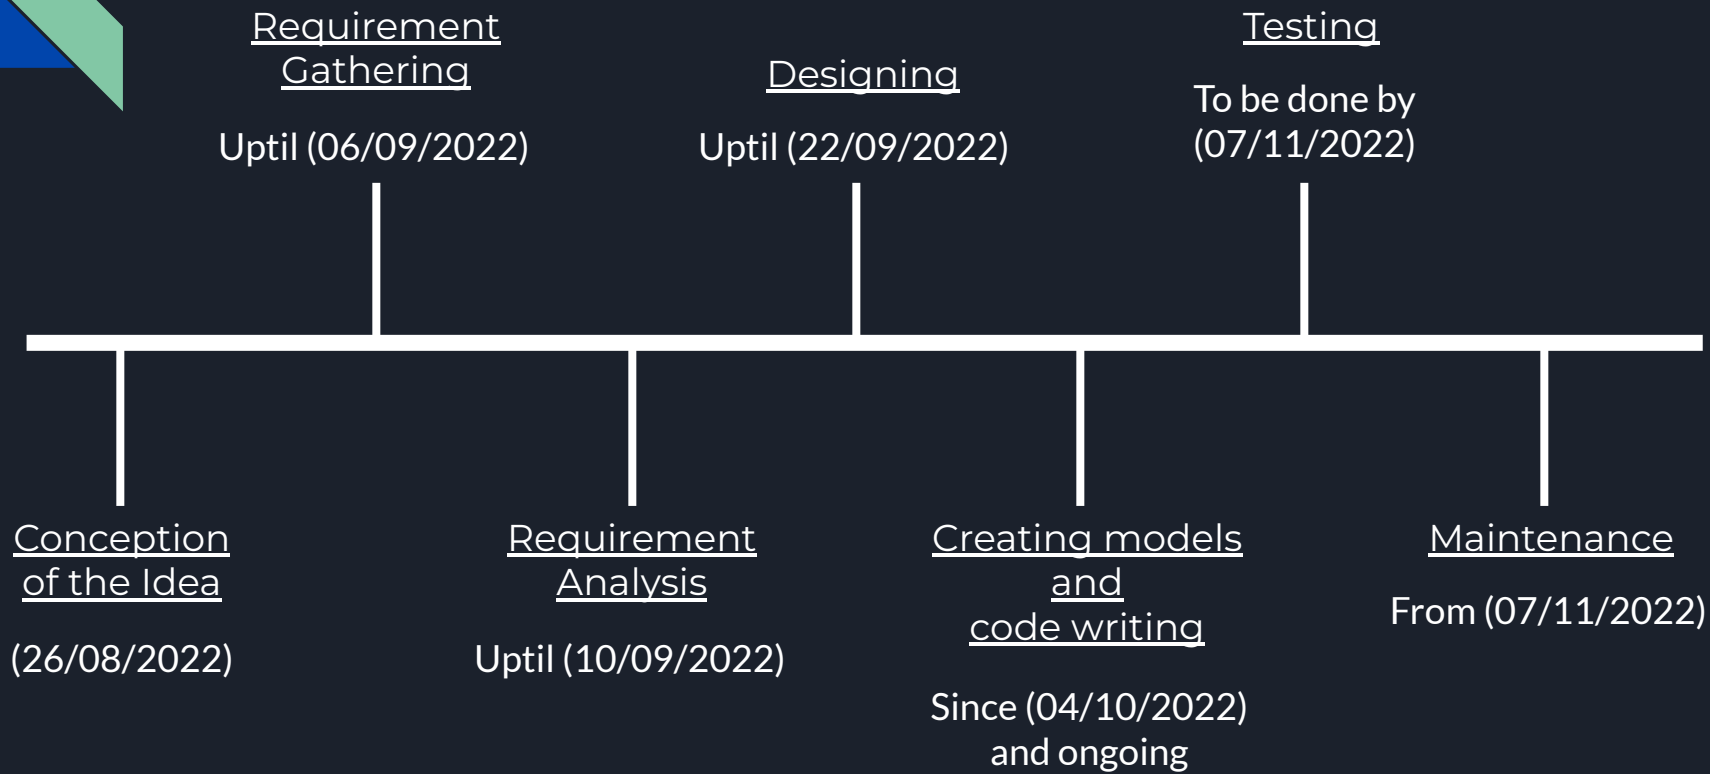 Requirement
Gathering
Uptil (06/09/2022)
Designing
Uptil (22/09/2022)
Testing
To be done by
(07/11/2022)
Conception
of the Idea
(26/08/2022)
Requirement
Analysis
Uptil (10/09/2022)
Creating models
and
code writing
Since (04/10/2022)
and ongoing
Maintenance
From (07/11/2022)